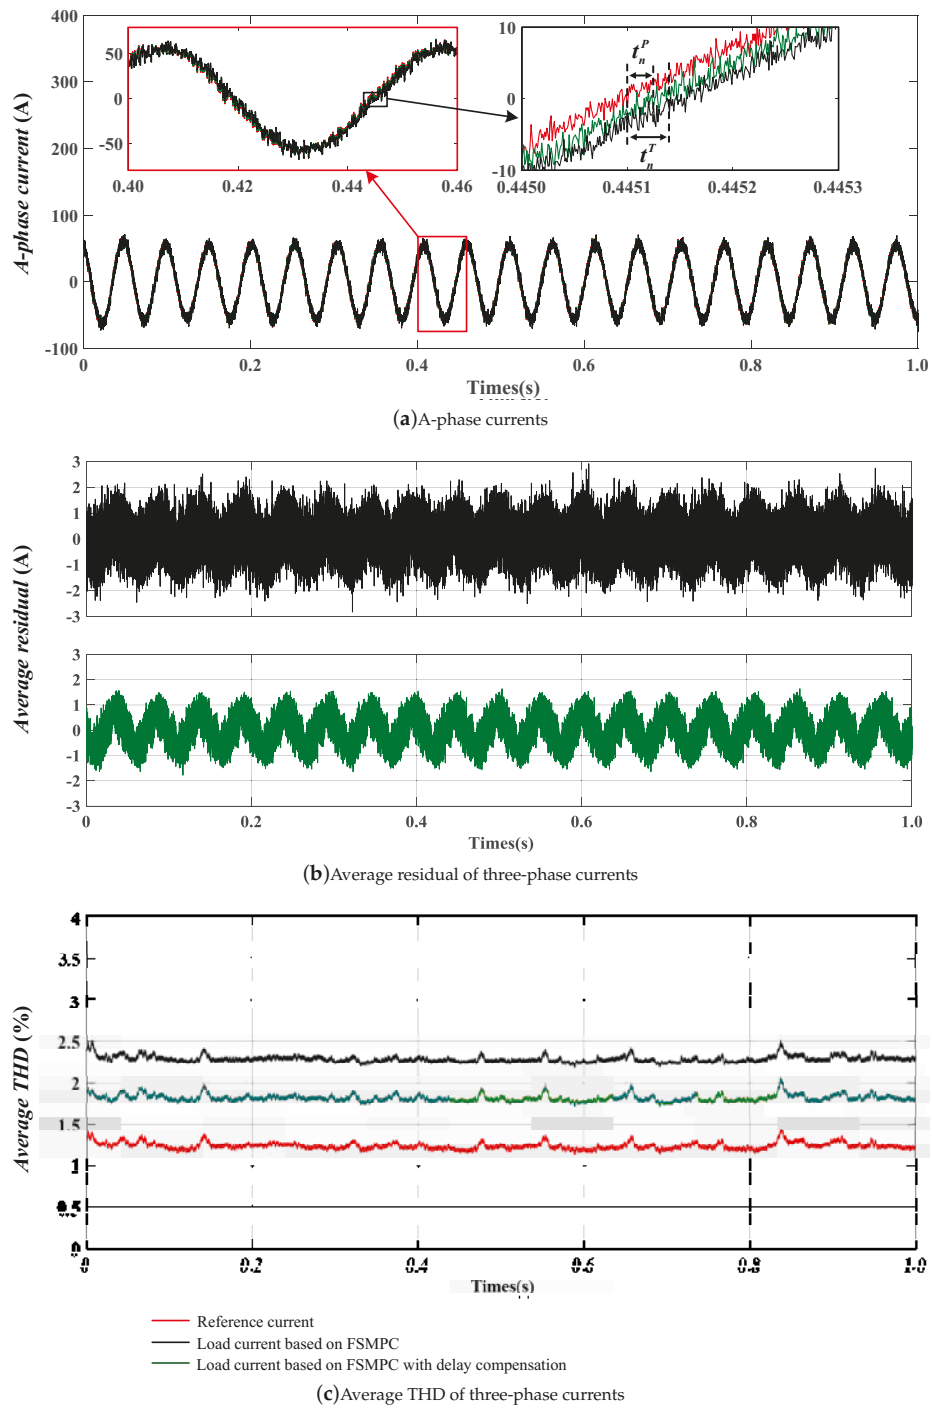 400
300
200
100
0
-100
A-phase current (A)
50
0
-50
0.40 0.42 0.44 0.46
10
0
-10
t_n^P
t_n^T
0.4450 0.4451 0.4452 0.4453
0 0.2 0.4 0.6 0.8 1.0
Times(s)
(a)A-phase currents
3
2
1
0
-1
-2
-3
Average residual (A)
3
2
1
0
-1
-2
-3
0 0.2 0.4 0.6 0.8 1.0
Times(s)
(b)Average residual of three-phase currents
4
3.5
3
2.5
2
1.5
1
0.5
0
Average THD (%)
0 0.2 0.4 0.6 0.8 1.0
Times(s)
Reference current
Load current based on FSMPC
Load current based on FSMPC with delay compensation
(c)Average THD of three-phase currents